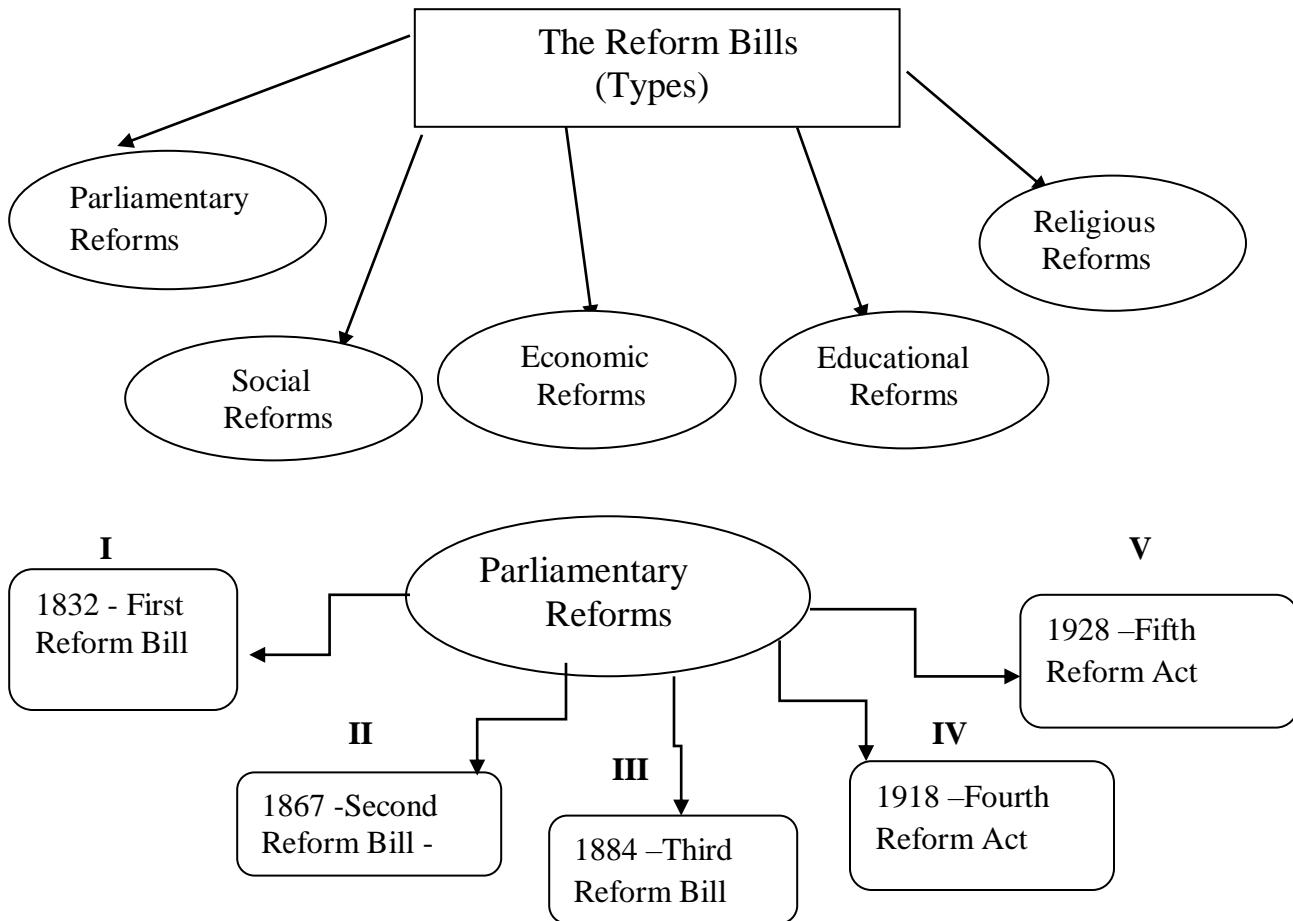 The Reform Bills
(Types)
Parliamentary
Reforms
Religious
Reforms
Social
Reforms
Economic
Reforms
Educational
Reforms
Parliamentary
Reforms
I
1832 - First
Reform Bill
II
1867 -Second
Reform Bill -
III
1884 –Third
Reform Bill
IV
1918 –Fourth
Reform Act
V
1928 –Fifth
Reform Act